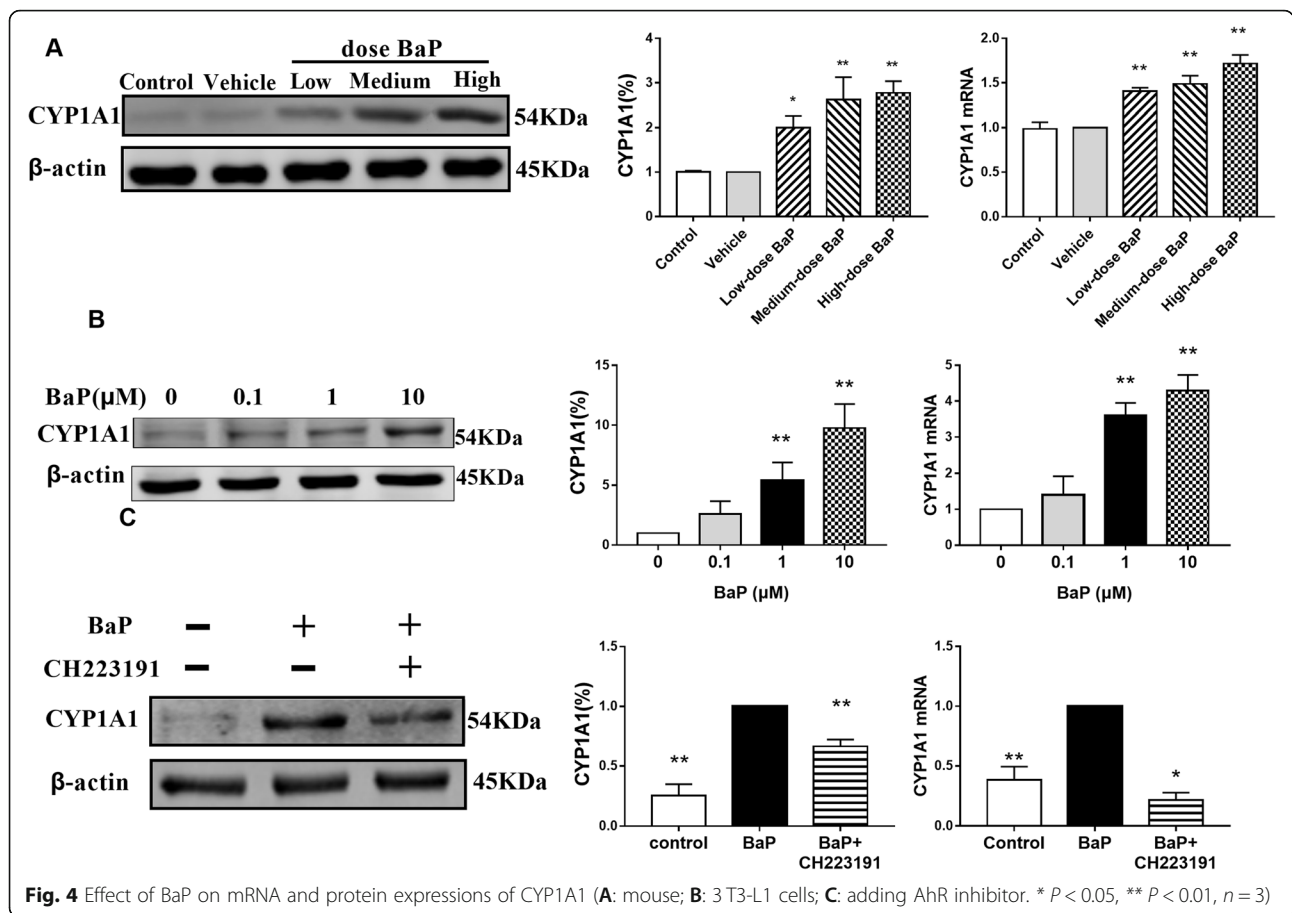 A
dose BaP
Control Vehicle Low Medium High
CYP1A1 54KDa
β-actin 45KDa
CYP1A1(%)
4
3
2
1
0
*
**
**
Control
Vehicle
Low-dose BaP
Medium-dose BaP
High-dose BaP
CYP1A1 mRNA
2.0
1.5
1.0
0.5
0.0
**
**
**
Control
Vehicle
Low-dose BaP
Medium-dose BaP
High-dose BaP
B
BaP(μM) 0 0.1 1 10
CYP1A1 54KDa
β-actin 45KDa
CYP1A1(%)
15
10
5
0
**
**
0 0.1 1 10
BaP (μM)
CYP1A1 mRNA
5
4
3
2
1
0
**
**
0 0.1 1 10
BaP (μM)
C
BaP − + +
CH223191 − − +
CYP1A1 54KDa
β-actin 45KDa
CYP1A1(%)
1.5
1.0
0.5
0.0
**
**
control BaP BaP+
CH223191
CYP1A1 mRNA
1.5
1.0
0.5
0.0
**
*
Control BaP BaP+
CH223191
Fig. 4 Effect of BaP on mRNA and protein expressions of CYP1A1 (A: mouse; B: 3 T3-L1 cells; C: adding AhR inhibitor. * P < 0.05, ** P < 0.01, n = 3)